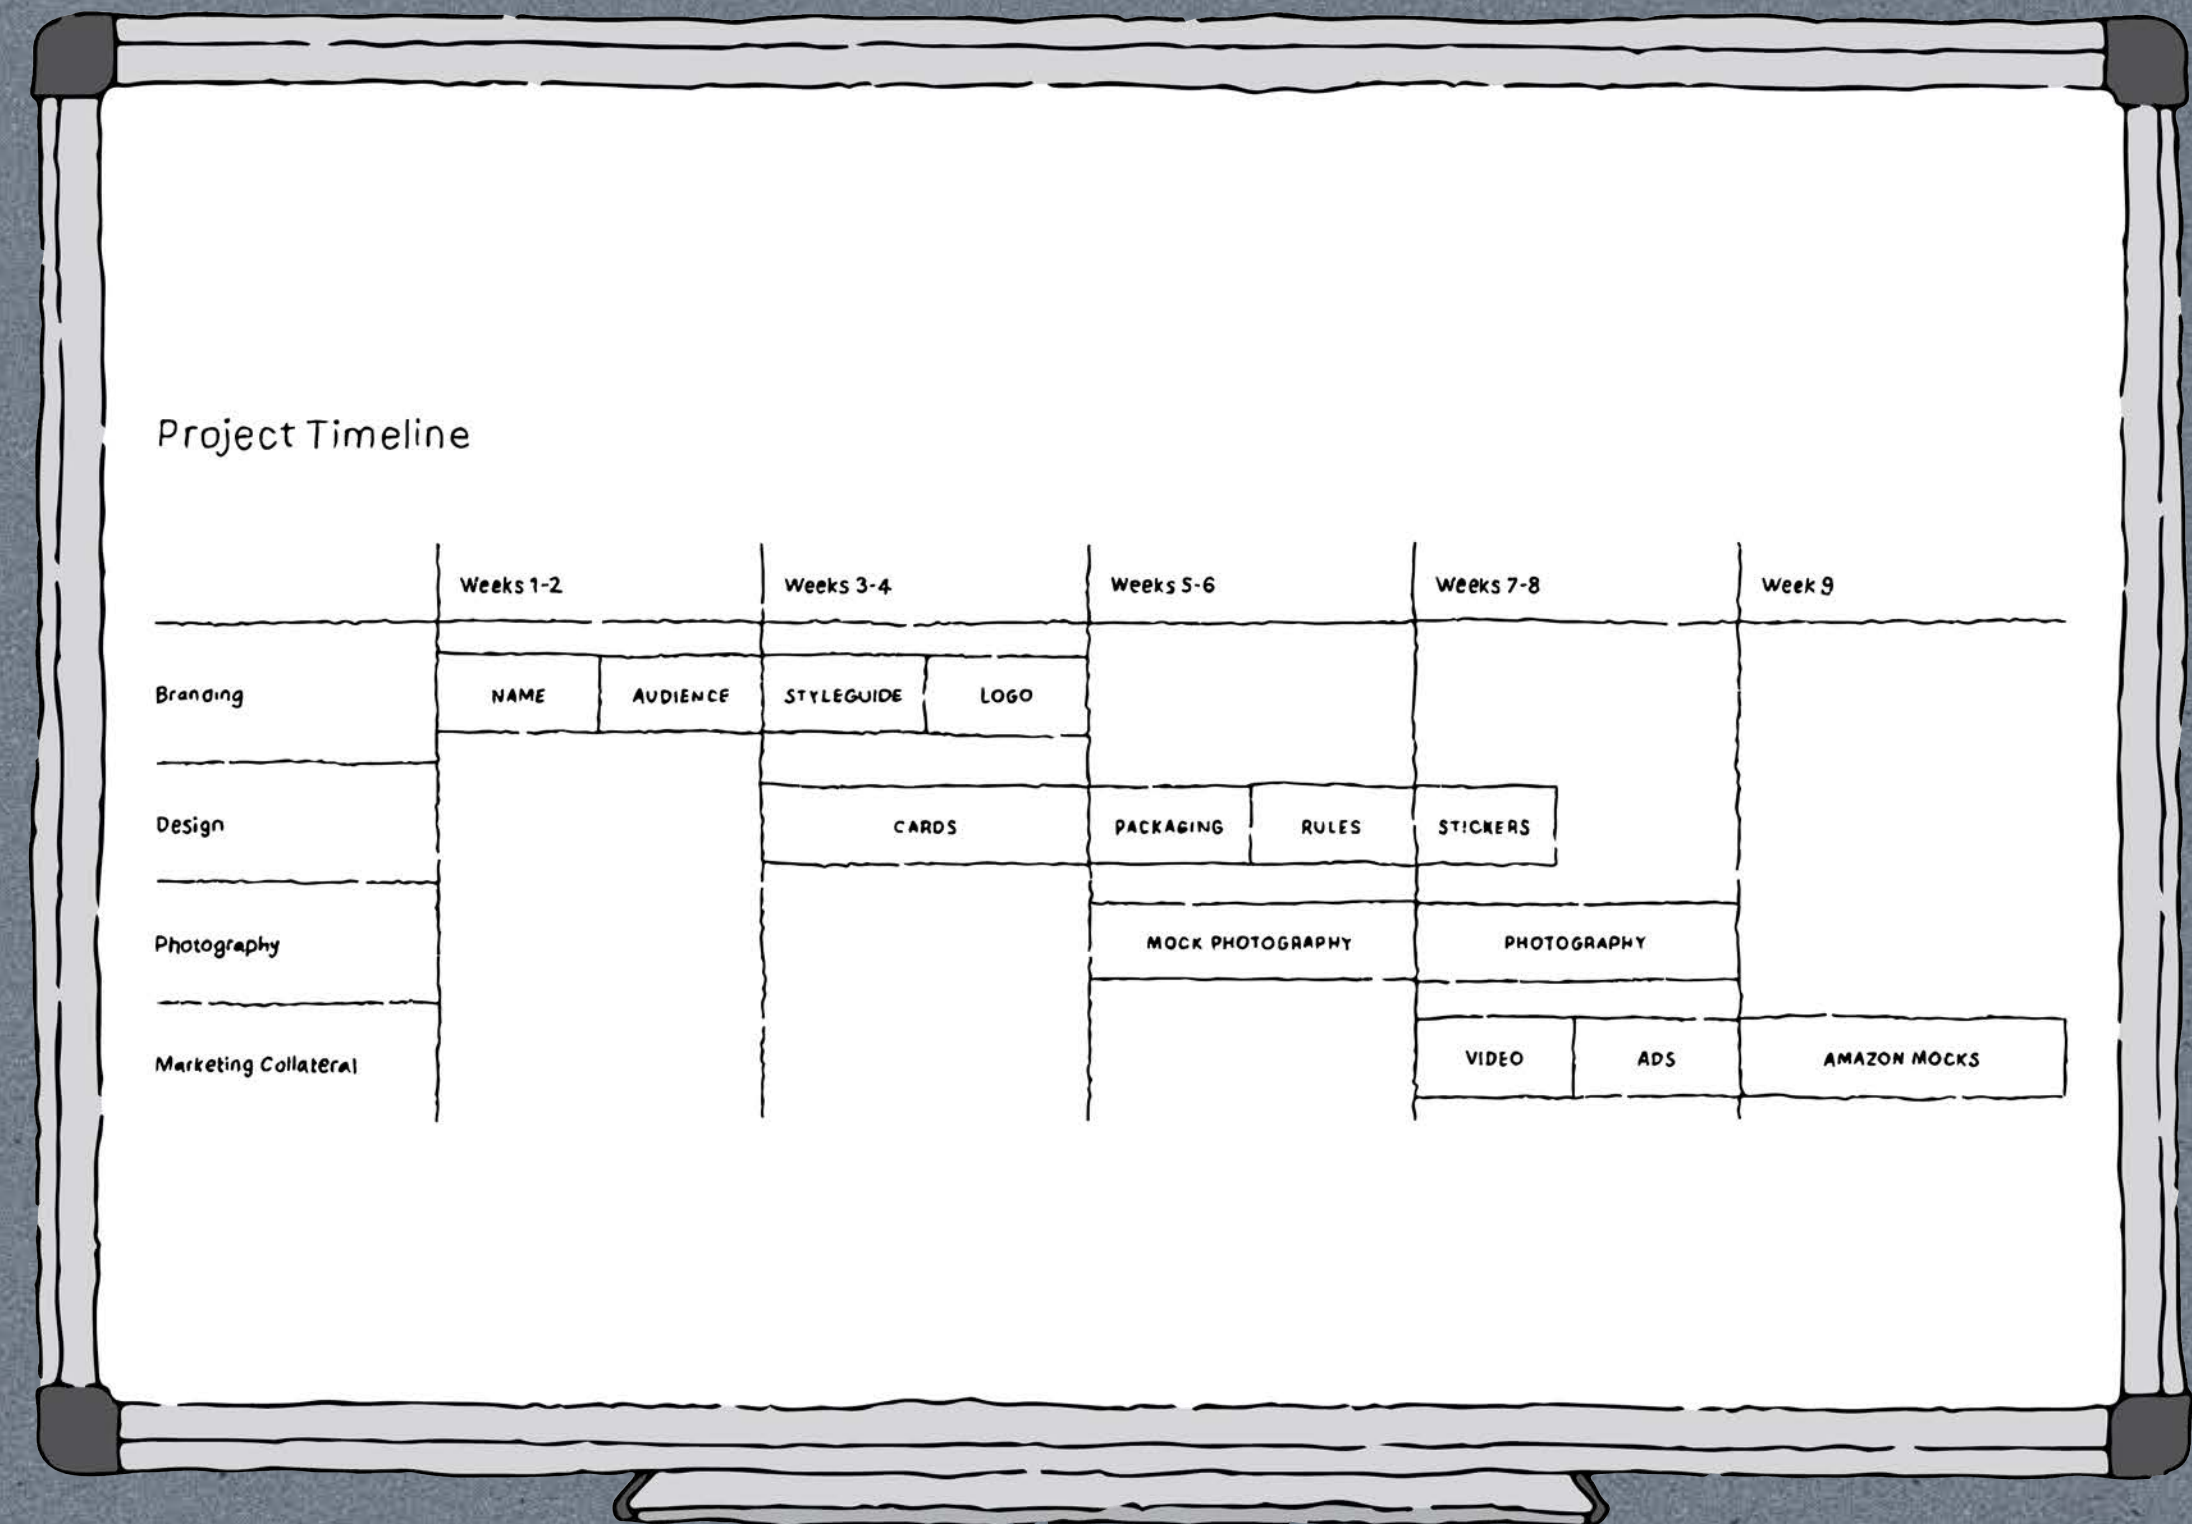 Project Timeline
Weeks 1-2 Weeks 3-4 Weeks 5-6 Weeks 7-8 Week 9
Branding NAME AUDIENCE STYLEGUIDE LOGO
Design CARDS PACKAGING RULES STICKERS
Photography MOCK PHOTOGRAPHY PHOTOGRAPHY
Marketing Collateral VIDEO ADS AMAZON MOCKS